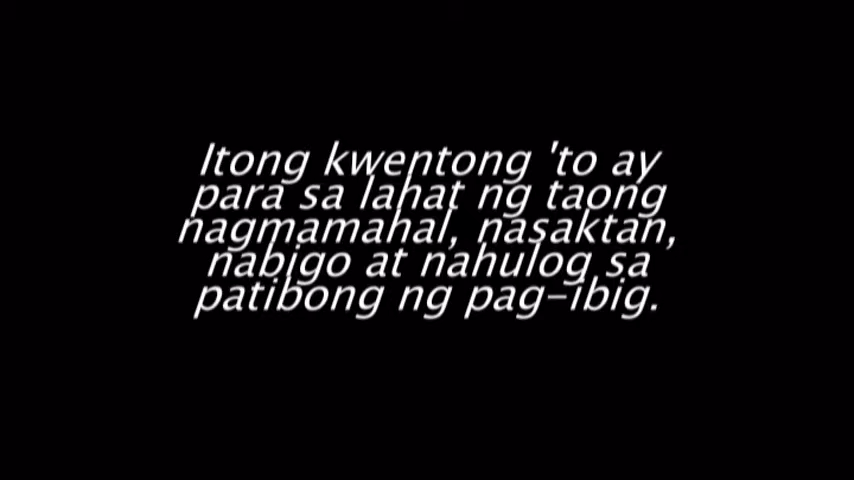 Itong kwentong 'to ay
para sa lahat ng taong
nagmamahal, nasaktan,
nabigo at nahulog sa
patibong ng pag-ibig.